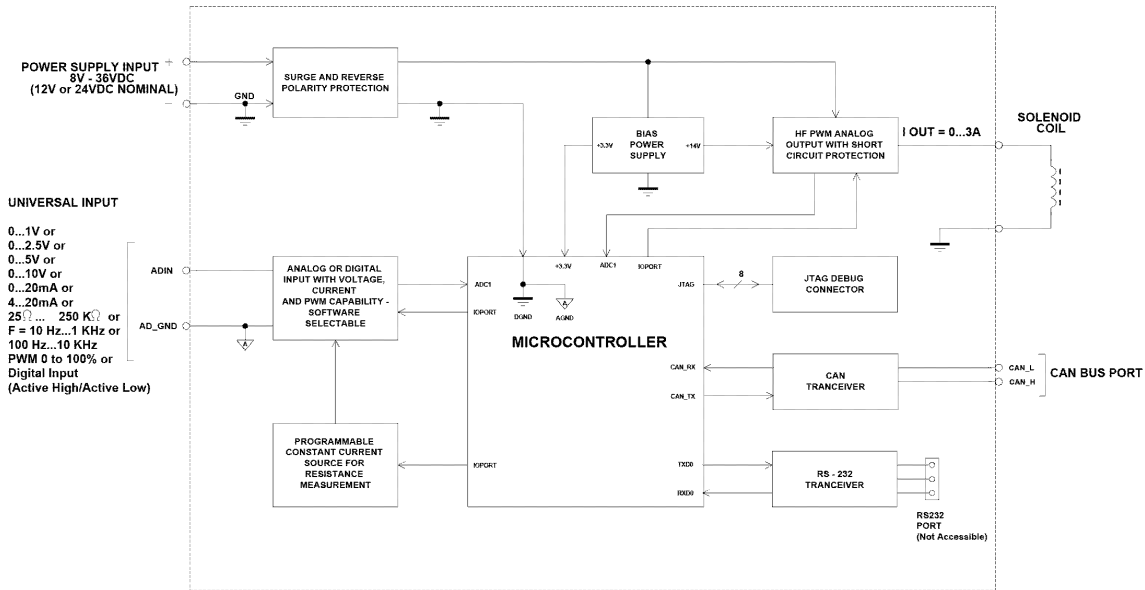 POWER SUPPLY INPUT
8V - 36VDC
(12V or 24VDC NOMINAL)
+
-
GND
SURGE AND REVERSE
POLARITY PROTECTION
BIAS
POWER
SUPPLY
+3.3V
+14V
HF PWM ANALOG
OUTPUT WITH SHORT
CIRCUIT PROTECTION
I OUT = 0...3A
SOLENOID
COIL
UNIVERSAL INPUT
0...1V or
0...2.5V or
0...5V or
0...10V or
0...20mA or
4...20mA or
25Ω ... 250 KΩ or
F = 10 Hz...1 KHz or
100 Hz...10 KHz
PWM 0 to 100% or
Digital Input
(Active High/Active Low)
ADIN
AD_GND
A
ANALOG OR DIGITAL
INPUT WITH VOLTAGE,
CURRENT
AND PWM CAPABILITY -
SOFTWARE
SELECTABLE
PROGRAMMABLE
CONSTANT CURRENT
SOURCE FOR
RESISTANCE
MEASUREMENT
+3.3V
ADC1
IOPORT
ADC1
IOPORT
DGND
A
AGND
MICROCONTROLLER
IOPORT
JTAG
CAN_RX
CAN_TX
TXD0
RXD0
8
JTAG DEBUG
CONNECTOR
CAN
TRANCEIVER
CAN_L
CAN_H
CAN BUS PORT
RS - 232
TRANCEIVER
RS232
PORT
(Not Accessible)